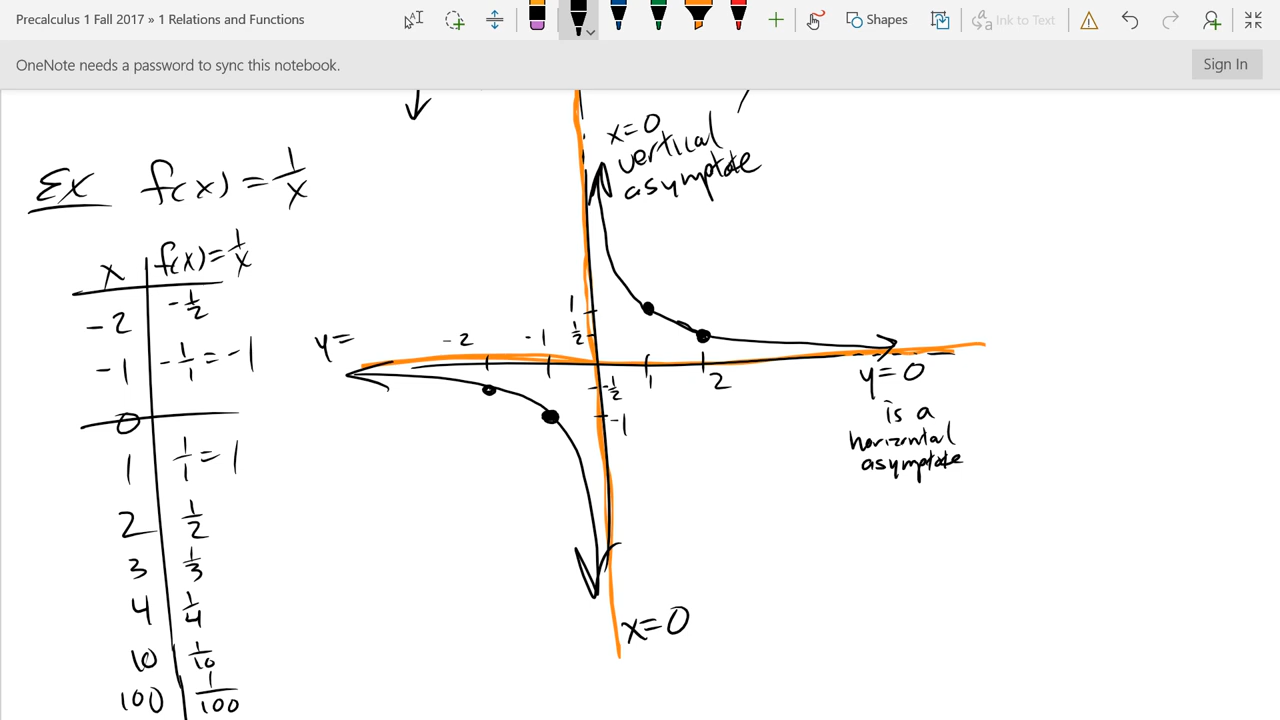 Precalculus 1 Fall 2017 » 1 Relations and Functions
Shapes
Ink to Text
OneNote needs a password to sync this notebook.
Sign In
Ex f(x) = 1/x
x f(x) = 1/x
-2 -1/2
-1 -1/1 = -1
0
1 1/1 = 1
2 1/2
3 1/3
4 1/4
10 1/10
100 1/100
x=0
vertical
asymptote
1
1/2
y=
-2 -1
1 2
-1/2
-1
y=0
is a
horizontal
asymptote
x=0